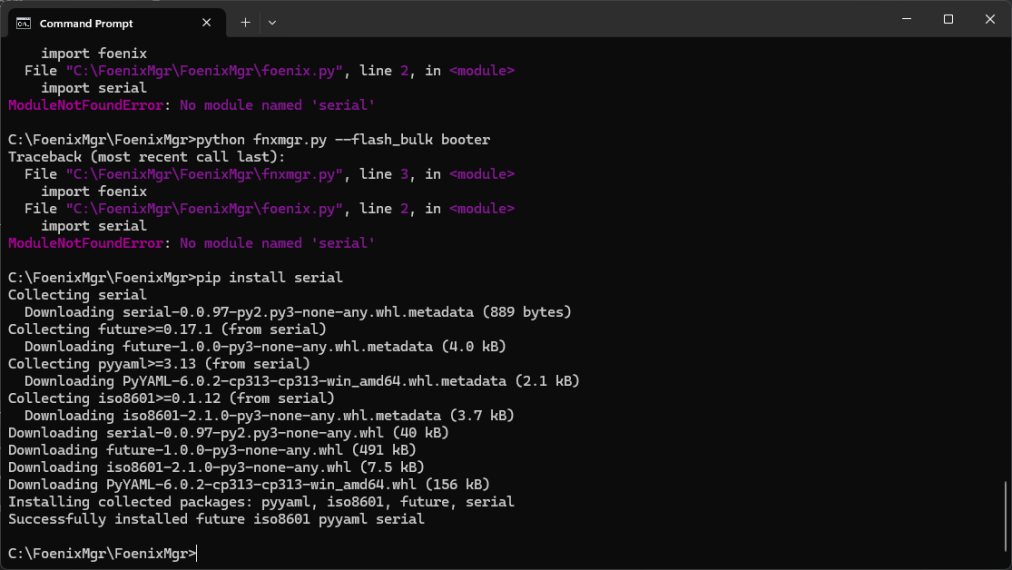 Command Prompt
import foenix
File "C:\FoenixMgr\FoenixMgr\foenix.py", line 2, in <module>
import serial
ModuleNotFoundError: No module named 'serial'
C:\FoenixMgr\FoenixMgr>python fnxmgr.py --flash_bulk booter
Traceback (most recent call last):
File "C:\FoenixMgr\FoenixMgr\fnxmgr.py", line 3, in <module>
import foenix
File "C:\FoenixMgr\FoenixMgr\foenix.py", line 2, in <module>
import serial
ModuleNotFoundError: No module named 'serial'
C:\FoenixMgr\FoenixMgr>pip install serial
Collecting serial
Downloading serial-0.0.97-py2.py3-none-any.whl.metadata (889 bytes)
Collecting future>=0.17.1 (from serial)
Downloading future-1.0.0-py3-none-any.whl.metadata (4.0 kB)
Collecting pyyaml>=3.13 (from serial)
Downloading PyYAML-6.0.2-cp313-cp313-win_amd64.whl.metadata (2.1 kB)
Collecting iso8601>=0.1.12 (from serial)
Downloading iso8601-2.1.0-py3-none-any.whl.metadata (3.7 kB)
Downloading serial-0.0.97-py2.py3-none-any.whl (40 kB)
Downloading future-1.0.0-py3-none-any.whl (491 kB)
Downloading iso8601-2.1.0-py3-none-any.whl (7.5 kB)
Downloading PyYAML-6.0.2-cp313-cp313-win_amd64.whl (156 kB)
Installing collected packages: pyyaml, iso8601, future, serial
Successfully installed future iso8601 pyyaml serial
C:\FoenixMgr\FoenixMgr>